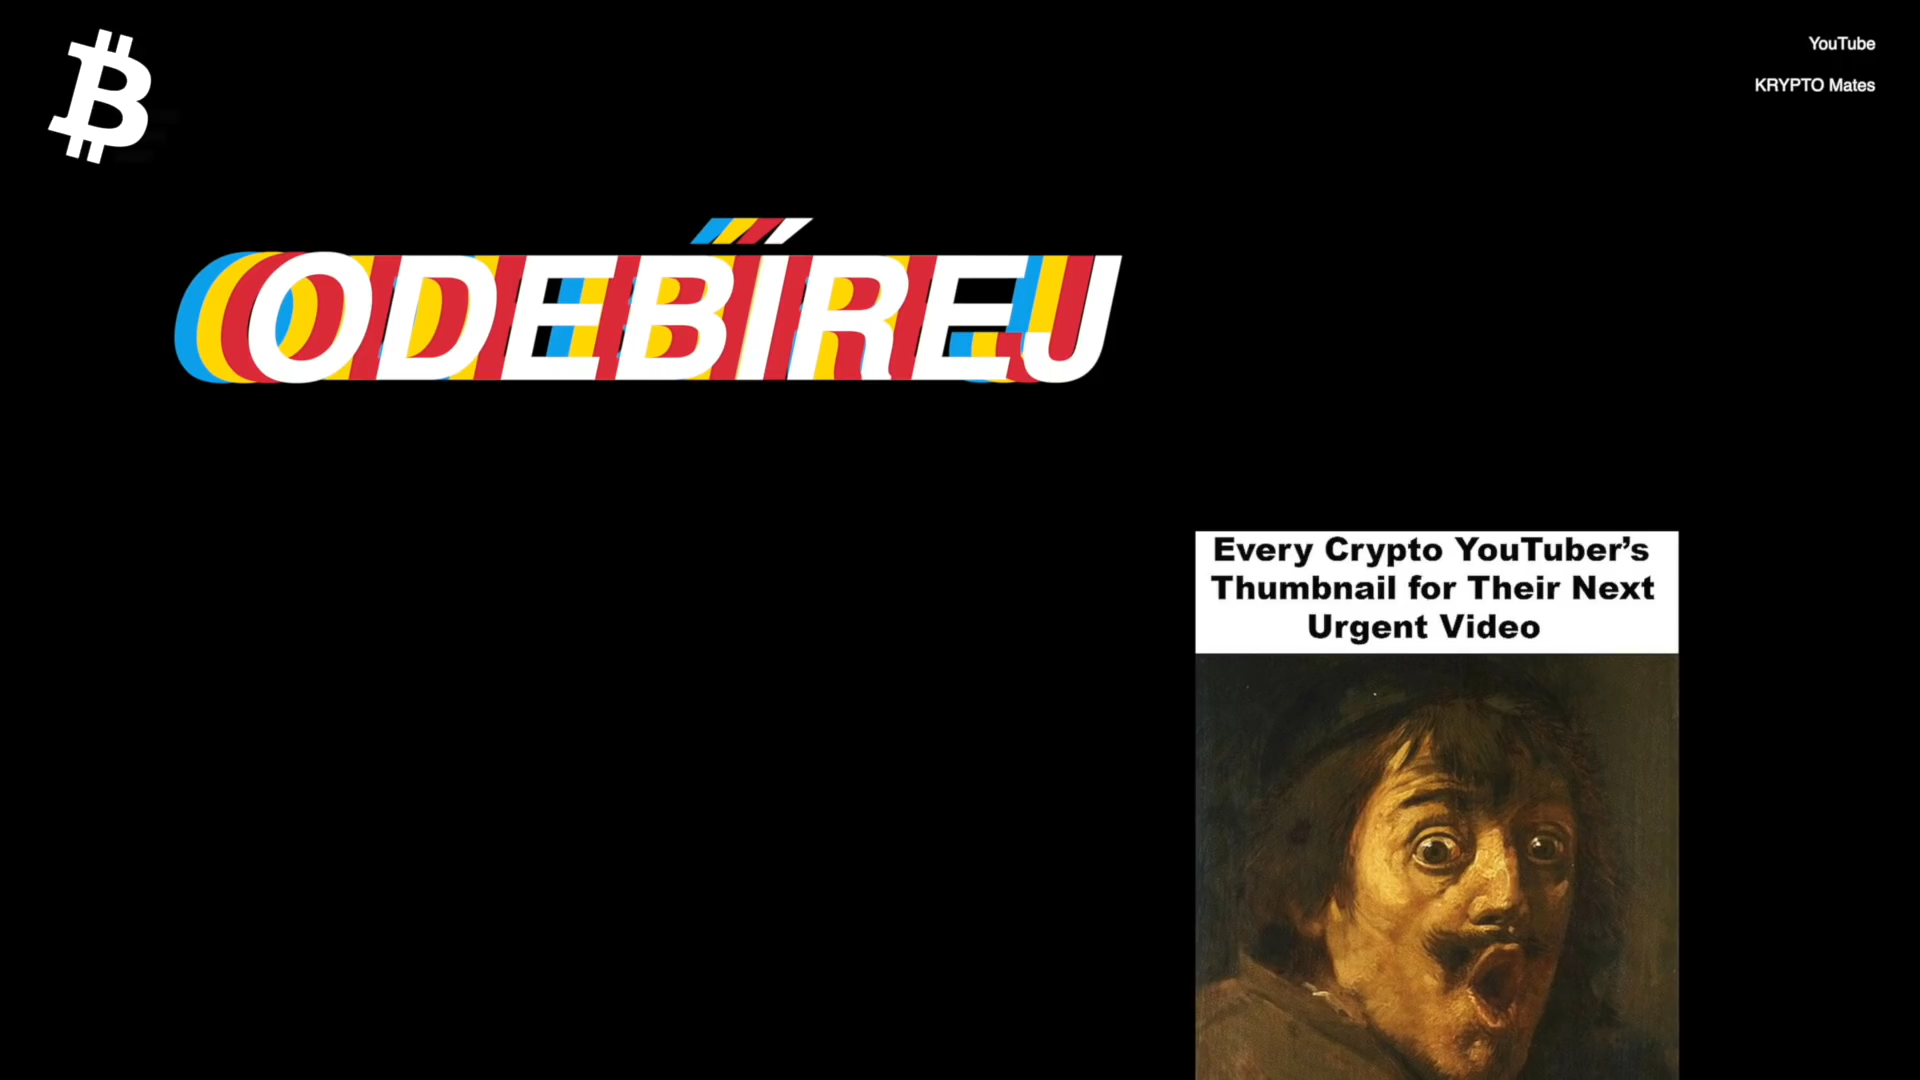 YouTube
KRYPTO Mates
ODEBÍREJ
Every Crypto YouTuber’s
Thumbnail for Their Next
Urgent Video